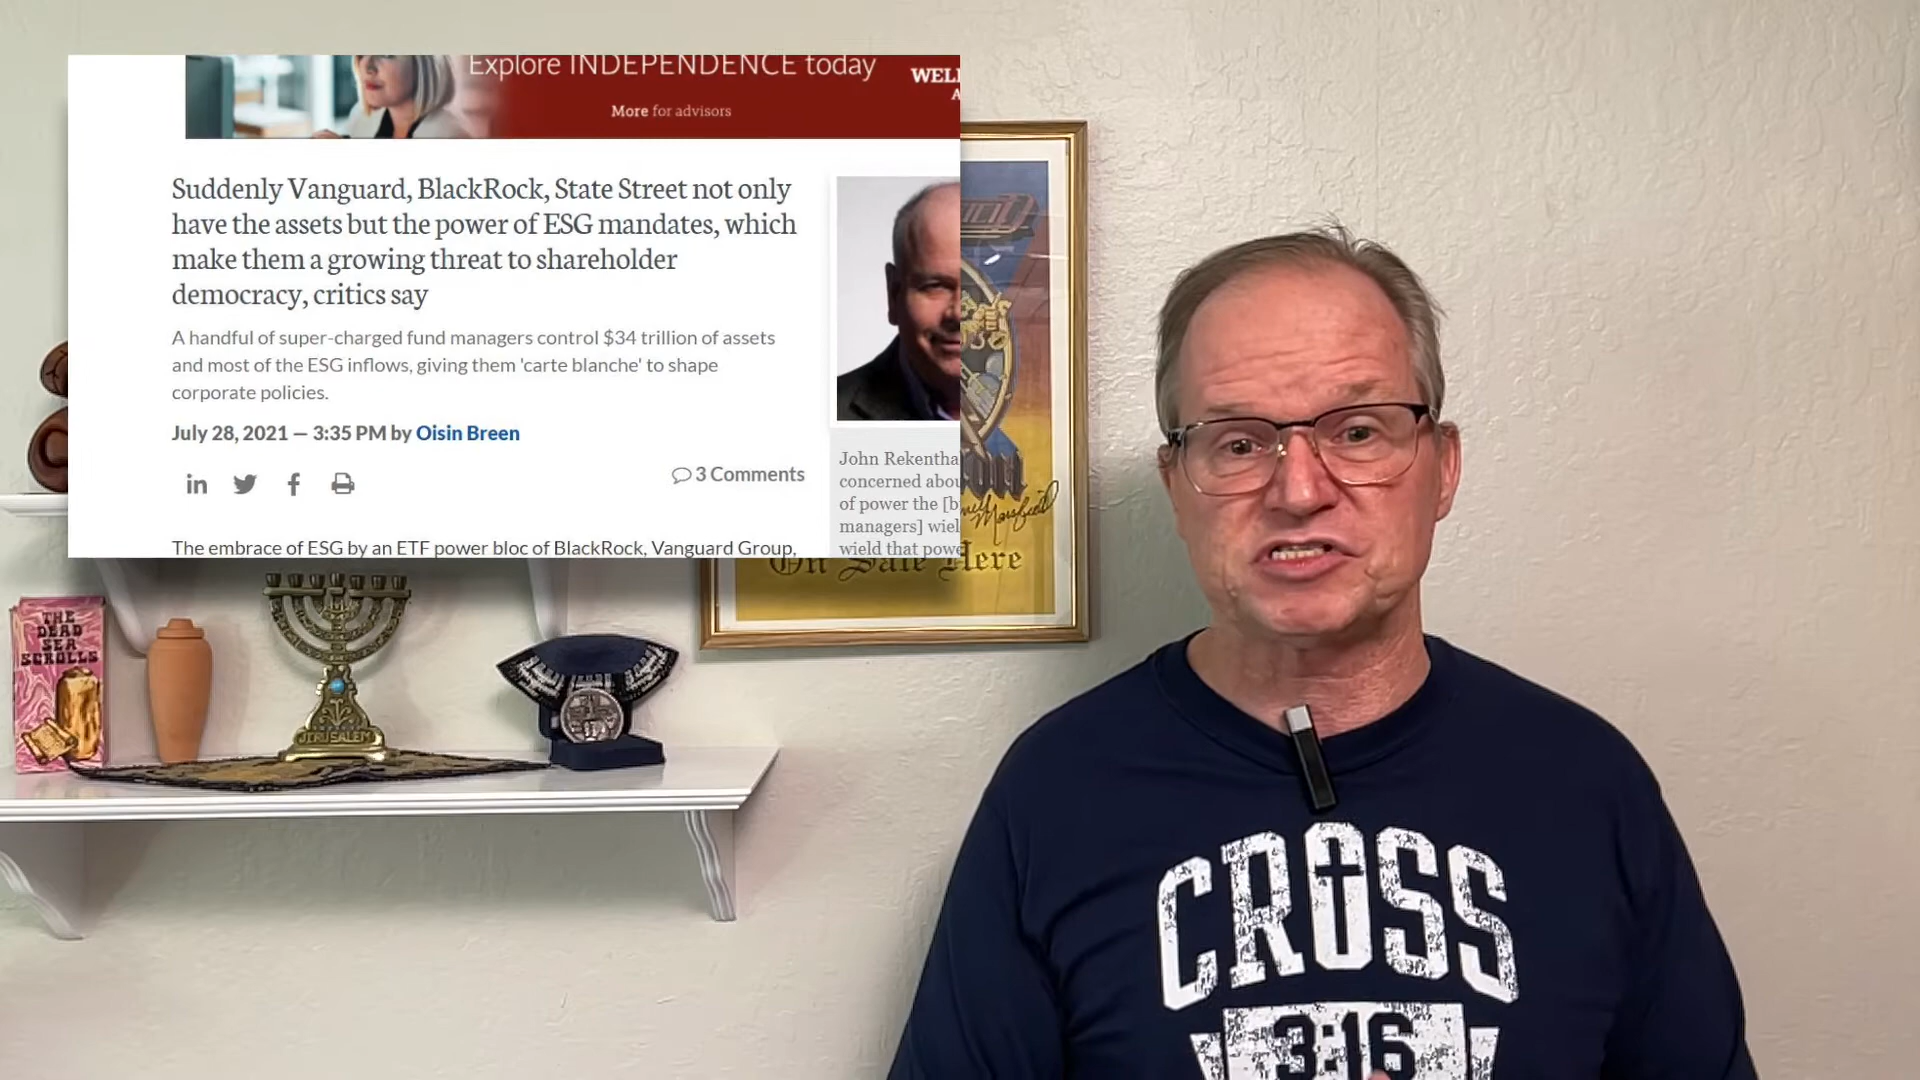 Explore INDEPENDENCE today
More for advisors
WEL
A
Suddenly Vanguard, BlackRock, State Street not only
have the assets but the power of ESG mandates, which
make them a growing threat to shareholder
democracy, critics say
A handful of super-charged fund managers control $34 trillion of assets
and most of the ESG inflows, giving them 'carte blanche' to shape
corporate policies.
July 28, 2021 — 3:35 PM by Oisin Breen
in
3 Comments
The embrace of ESG by an ETF power bloc of BlackRock, Vanguard Group,
John Rekentha
concerned abou
of power the [b
managers] wiel
wield that powe
On Sale Here
THE
DEAD
SEA
SCROLLS
JERUSALEM
CROSS
3:16